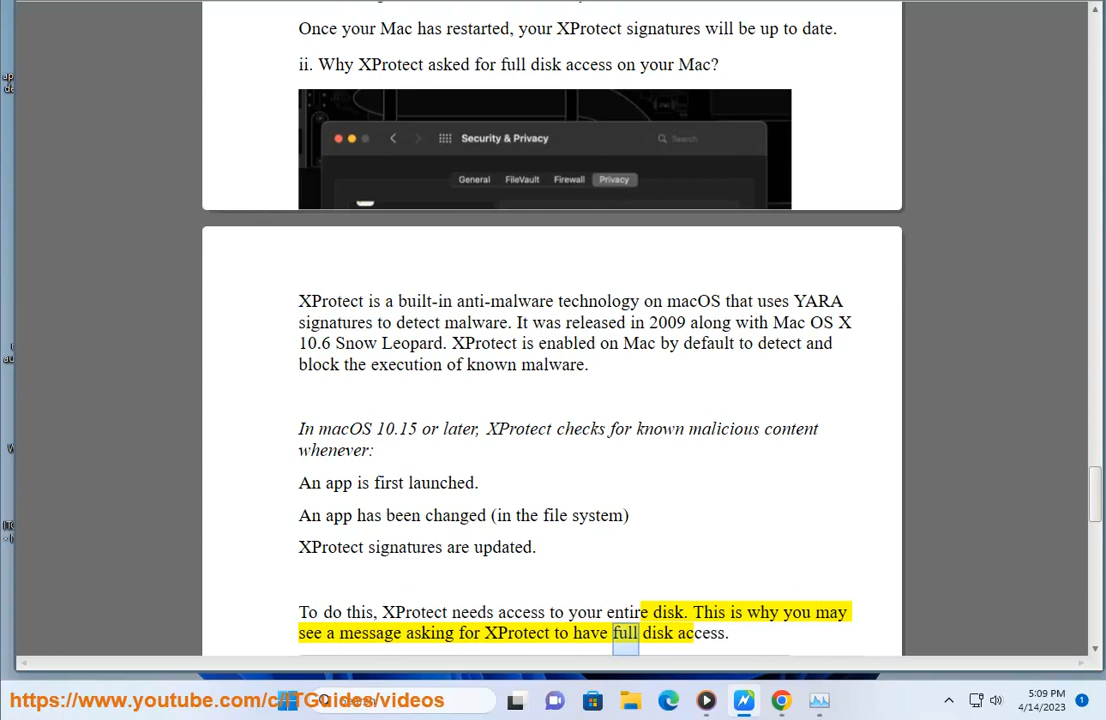 Once your Mac has restarted, your XProtect signatures will be up to date.
ii. Why XProtect asked for full disk access on your Mac?
Security & Privacy
Search
General FileVault Firewall Privacy
XProtect is a built-in anti-malware technology on macOS that uses YARA
signatures to detect malware. It was released in 2009 along with Mac OS X
10.6 Snow Leopard. XProtect is enabled on Mac by default to detect and
block the execution of known malware.
In macOS 10.15 or later, XProtect checks for known malicious content
whenever:
An app is first launched.
An app has been changed (in the file system)
XProtect signatures are updated.
To do this, XProtect needs access to your entire disk. This is why you may
see a message asking for XProtect to have full disk access.
https://www.youtube.com/c/ITGuides/videos
Search
5:09 PM
4/14/2023
1